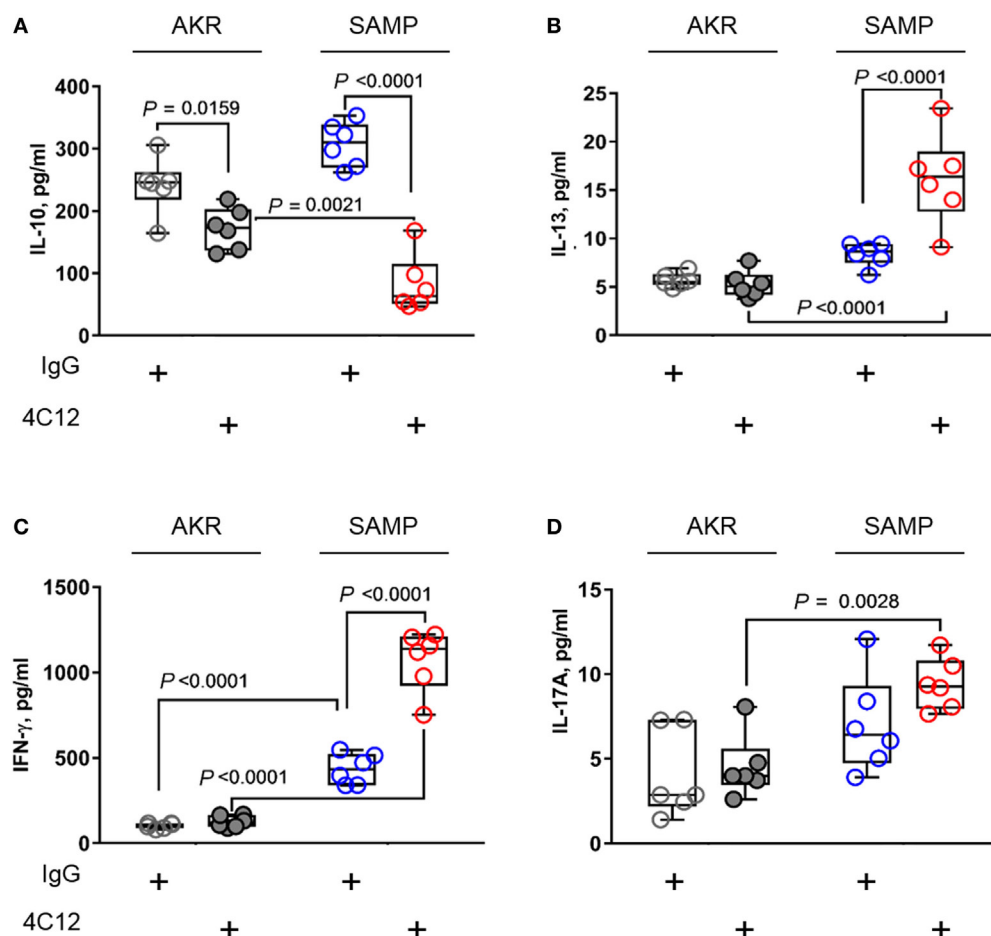 A
AKR
SAMP
P <0.0001
P = 0.0159
P = 0.0021
IL-10, pg/ml
400
300
200
100
0
B
AKR
SAMP
P <0.0001
P <0.0001
IL-13, pg/ml
25
20
15
10
5
0
IgG
+
+
+
+
4C12
+
+
+
+
C
AKR
SAMP
P <0.0001
P <0.0001
P <0.0001
IFN-γ, pg/ml
1500
1000
500
0
D
AKR
SAMP
P = 0.0028
IL-17A, pg/ml
15
10
5
0
IgG
+
+
+
+
4C12
+
+
+
+